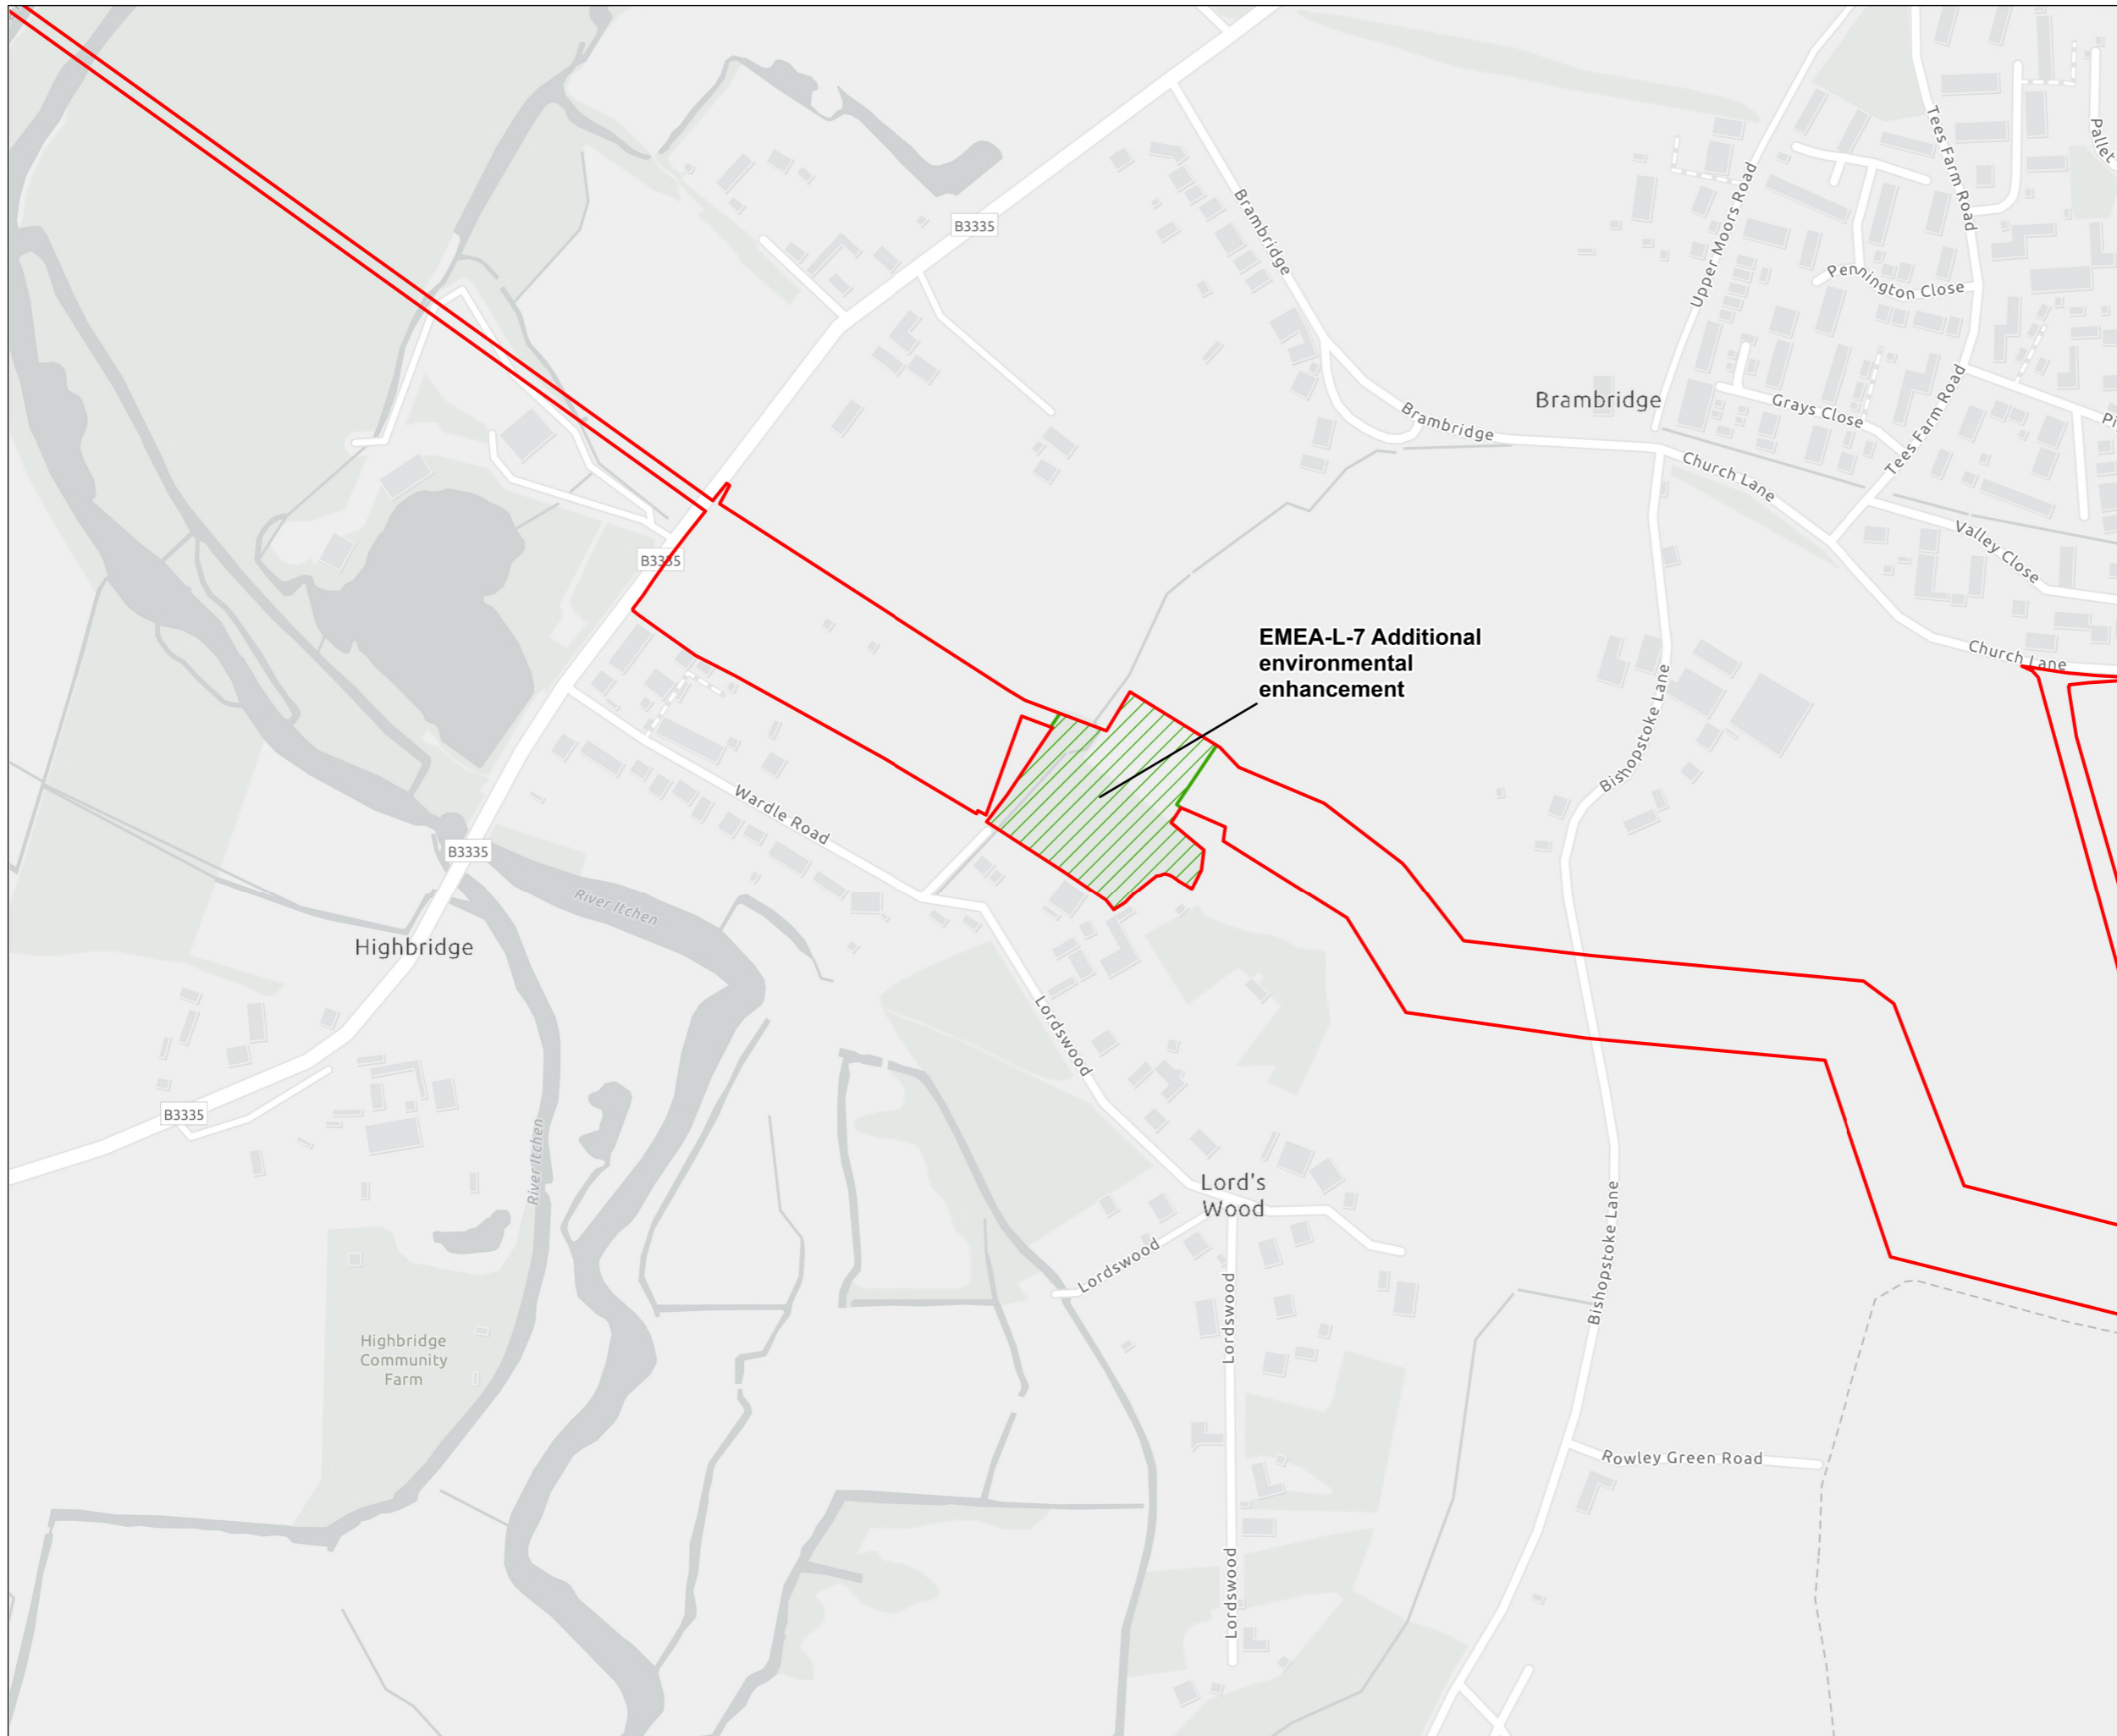 Tees Farm Road
Pallet
B3335
Brambridge
Upper Moors Road
Pennington Close
Brambridge
Brambridge
Grays Close
Tees Farm Road
Church Lane
Valley Close
B3335
EMEA-L-7 Additional
environmental
enhancement
Church Lane
Bishopstoke Lane
Wardle Road
B3335
River Itchen
Highbridge
Lordswood
B3335
River Itchen
Lord's
Wood
Lordswood
Lordswood
Bishopstoke Lane
Highbridge
Community
Farm
Rowley Green Road
Lordswood